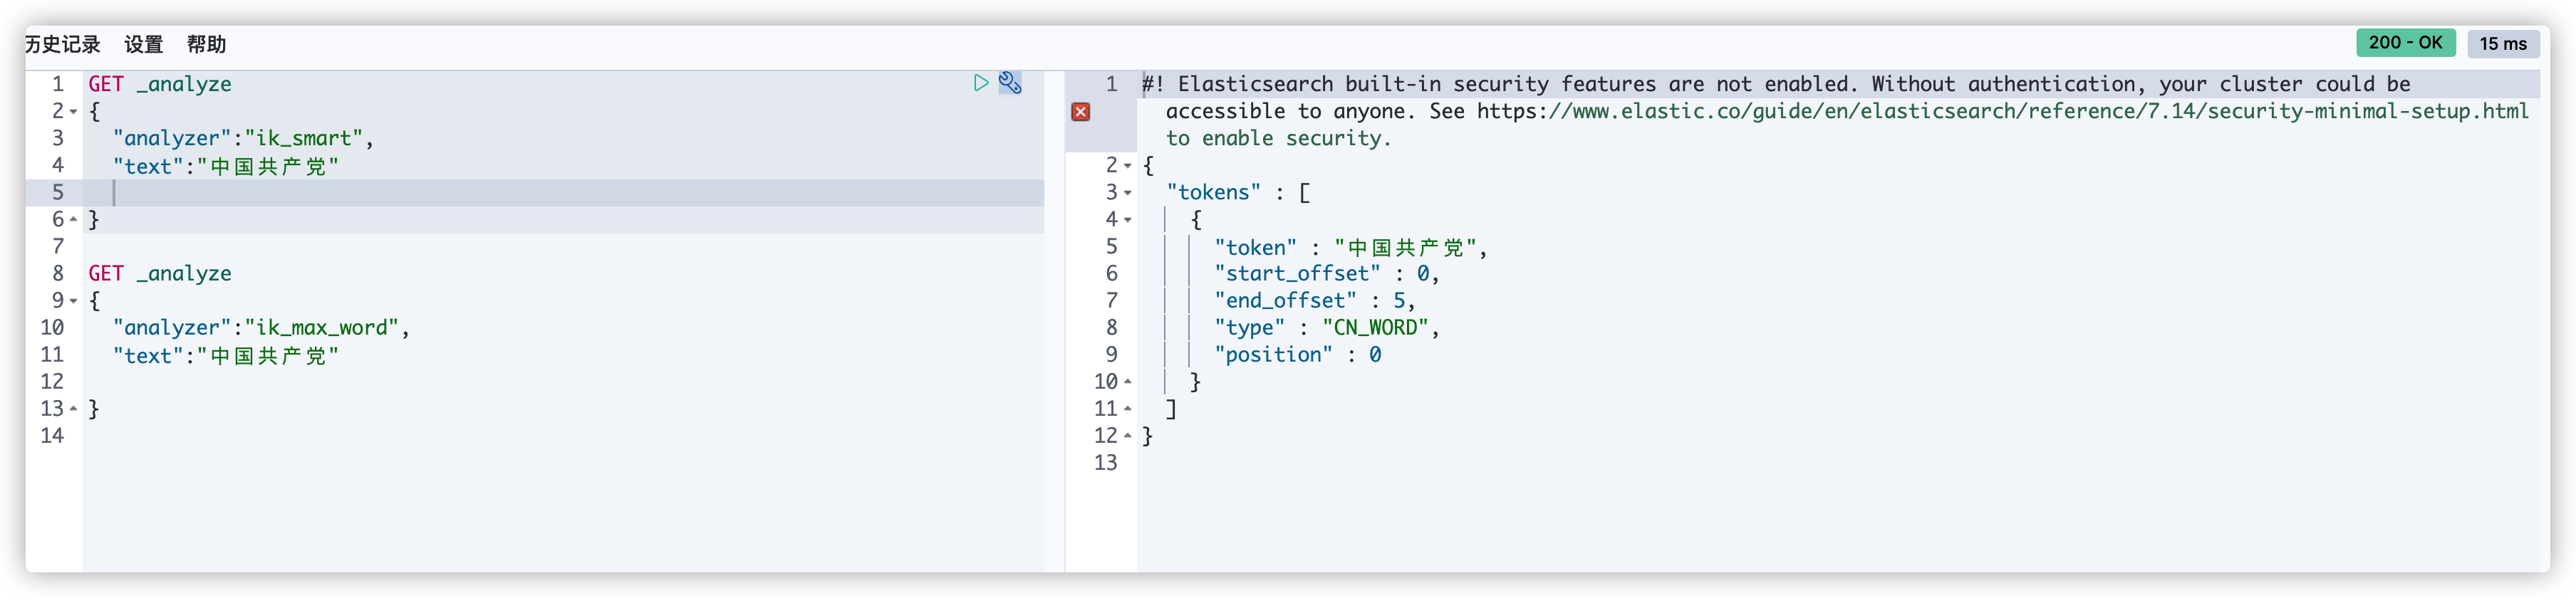 历史记录 设置 帮助
200 - OK 15 ms
1 GET _analyze
2 {
3 "analyzer":"ik_smart",
4 "text":"中国共产党"
5
6 }
7
8 GET _analyze
9 {
10 "analyzer":"ik_max_word",
11 "text":"中国共产党"
12
13 }
14
1 #! Elasticsearch built-in security features are not enabled. Without authentication, your cluster could be
accessible to anyone. See https://www.elastic.co/guide/en/elasticsearch/reference/7.14/security-minimal-setup.html
to enable security.
2 {
3 "tokens" : [
4 {
5 "token" : "中国共产党",
6 "start_offset" : 0,
7 "end_offset" : 5,
8 "type" : "CN_WORD",
9 "position" : 0
10 }
11 ]
12 }
13